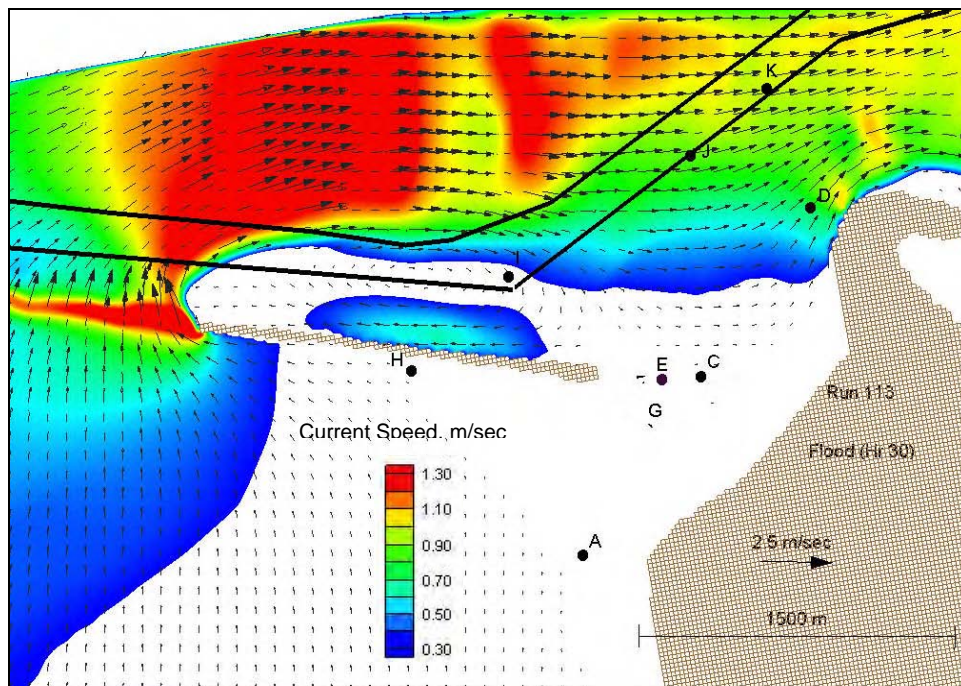 K
J
D
I
H
E
C
G
Run 113
Current Speed, m/sec
Flood (Hr 30)
1.30
1.10
0.90
0.70
0.50
0.30
2.5 m/sec
A
1500 m